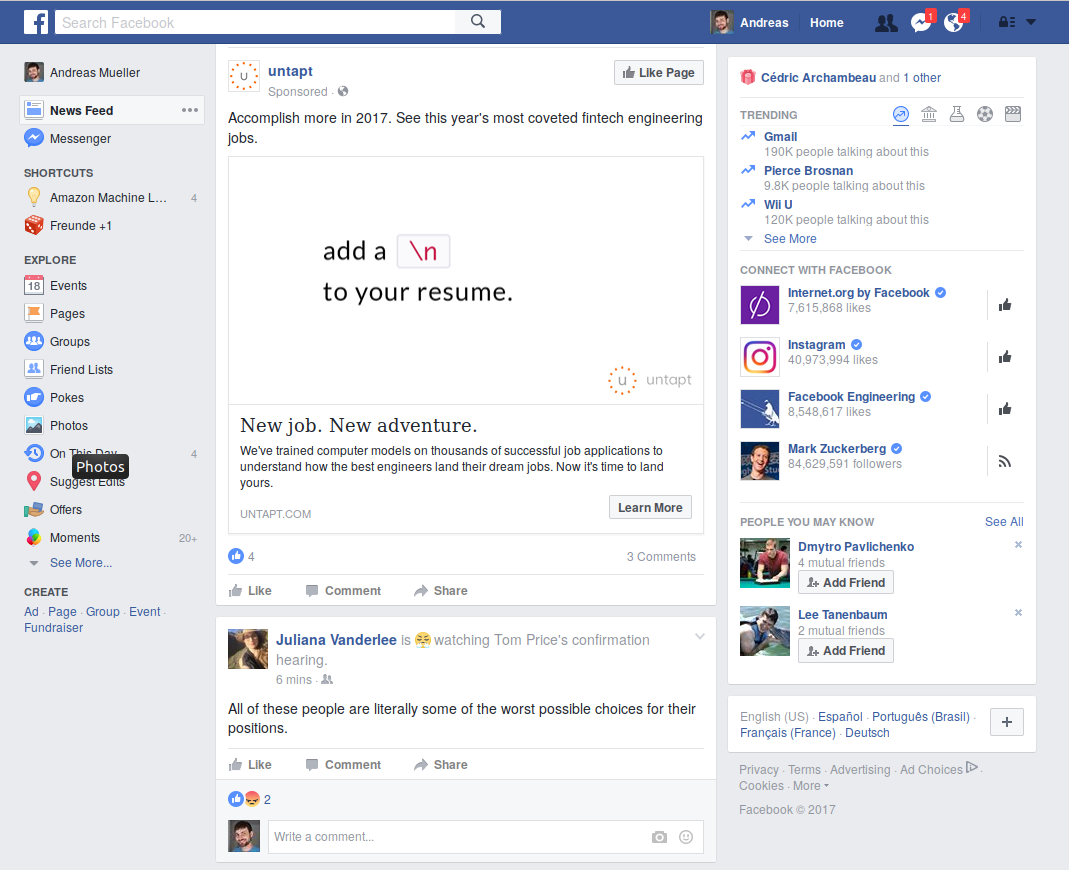 Search Facebook
Andreas
Home
1
4
Andreas Mueller
News Feed
Messenger
SHORTCUTS
Amazon Machine L... 4
Freunde +1
EXPLORE
18
Events
Pages
Groups
Friend Lists
Pokes
Photos
On This Day 4
Photos
Suggest Edits
Offers
Moments 20+
See More...
CREATE
Ad · Page · Group · Event ·
Fundraiser
u
untapt
Sponsored ·
Like Page
Accomplish more in 2017. See this year's most coveted fintech engineering
jobs.
add a \n
to your resume.
u untapt
New job. New adventure.
We've trained computer models on thousands of successful job applications to
understand how the best engineers land their dream jobs. Now it's time to land
yours.
UNTAPT.COM
Learn More
4
3 Comments
Like Comment Share
Juliana Vanderlee is watching Tom Price's confirmation
hearing.
6 mins ·
All of these people are literally some of the worst possible choices for their
positions.
Like Comment Share
2
Write a comment...
Cédric Archambeau and 1 other
TRENDING
Gmail
190K people talking about this
Pierce Brosnan
9.8K people talking about this
Wii U
120K people talking about this
See More
CONNECT WITH FACEBOOK
Internet.org by Facebook
7,615,868 likes
Instagram
40,973,994 likes
Facebook Engineering
8,548,617 likes
Mark Zuckerberg
84,629,591 followers
PEOPLE YOU MAY KNOW See All
Dmytro Pavlichenko
4 mutual friends
Add Friend
Lee Tanenbaum
2 mutual friends
Add Friend
English (US) · Español · Português (Brasil) ·
Français (France) · Deutsch
Privacy · Terms · Advertising · Ad Choices ·
Cookies · More
Facebook © 2017